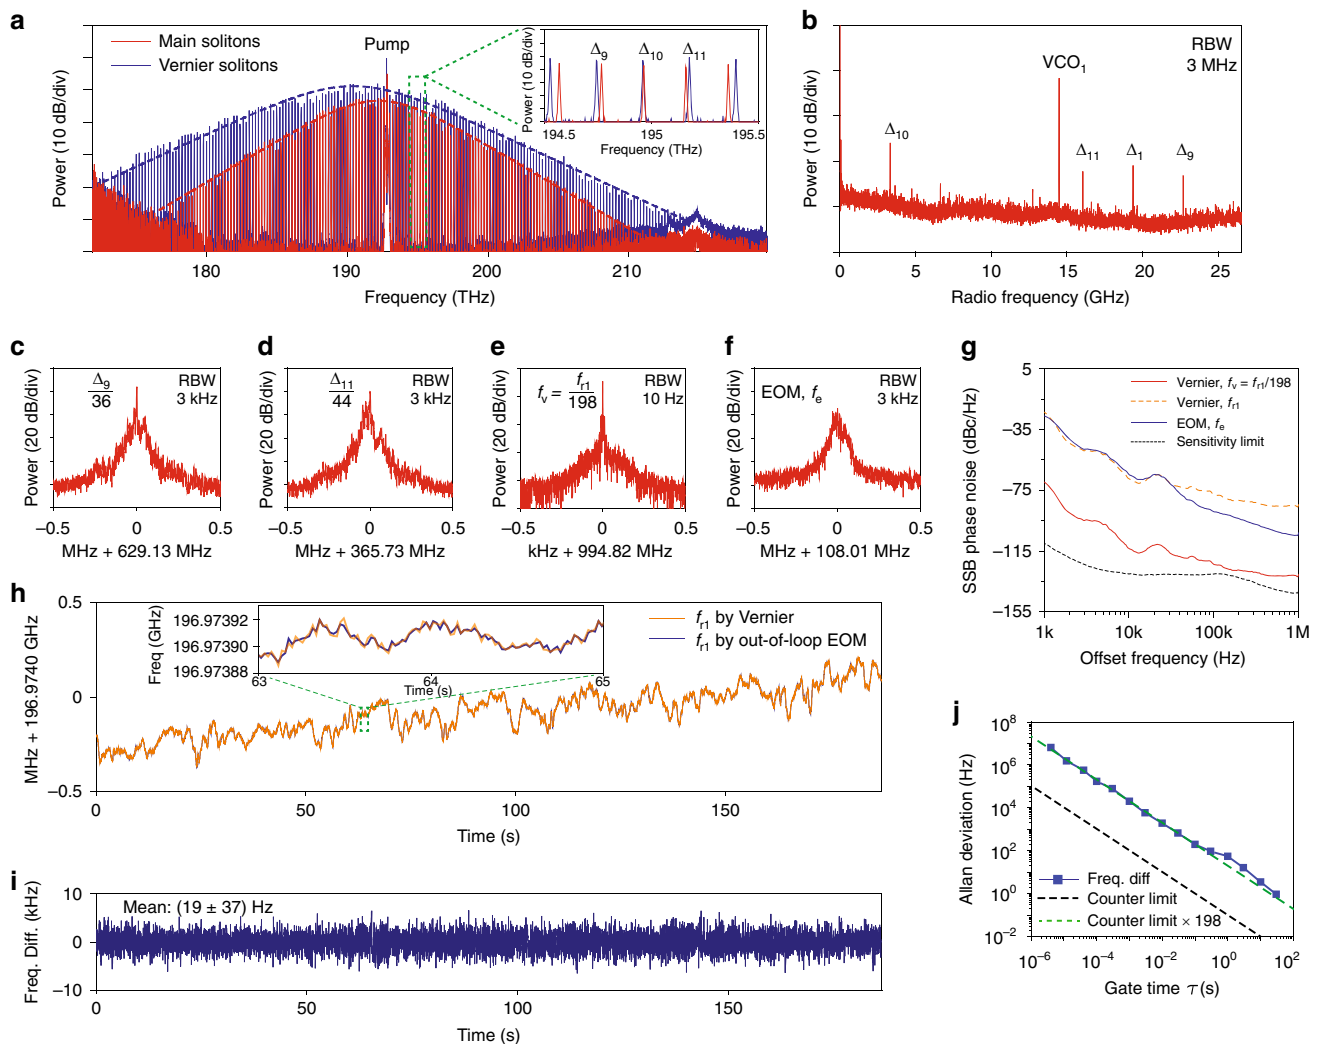 a
Main solitons
Vernier solitons
Pump
Power (10 dB/div)
180
190
200
210
Frequency (THz)
Power (10 dB/div)
Δ9
Δ10
Δ11
194.5
195
195.5
Frequency (THz)
b
RBW
3 MHz
VCO1
Δ10
Δ11
Δ1
Δ9
Power (10 dB/div)
0
5
10
15
20
25
Radio frequency (GHz)
c
Δ9
36
RBW
3 kHz
Power (20 dB/div)
−0.5
0
0.5
MHz + 629.13 MHz
d
Δ11
44
RBW
3 kHz
Power (20 dB/div)
−0.5
0
0.5
MHz + 365.73 MHz
e
fv = fr1
198
RBW
10 Hz
Power (20 dB/div)
−0.5
0
0.5
kHz + 994.82 MHz
f
EOM, fe
RBW
3 kHz
Power (20 dB/div)
−0.5
0
0.5
MHz + 108.01 MHz
g
Vernier, fv = fr1/198
Vernier, fr1
EOM, fe
Sensitivity limit
SSB phase noise (dBc/Hz)
5
−35
−75
−115
−155
1k
10k
100k
1M
Offset frequency (Hz)
h
MHz + 196.9740 GHz
0.5
0
−0.5
Freq (GHz)
196.97392
196.97390
196.97388
63
64
65
Time (s)
fr1 by Vernier
fr1 by out-of-loop EOM
0
50
100
150
Time (s)
i
Freq. Diff. (kHz)
10
0
−10
Mean: (19 ± 37) Hz
0
50
100
150
Time (s)
j
Allan deviation (Hz)
10^8
10^6
10^4
10^2
10^0
10^−2
Freq. diff
Counter limit
Counter limit × 198
10^−6
10^−4
10^−2
10^0
10^2
Gate time τ (s)